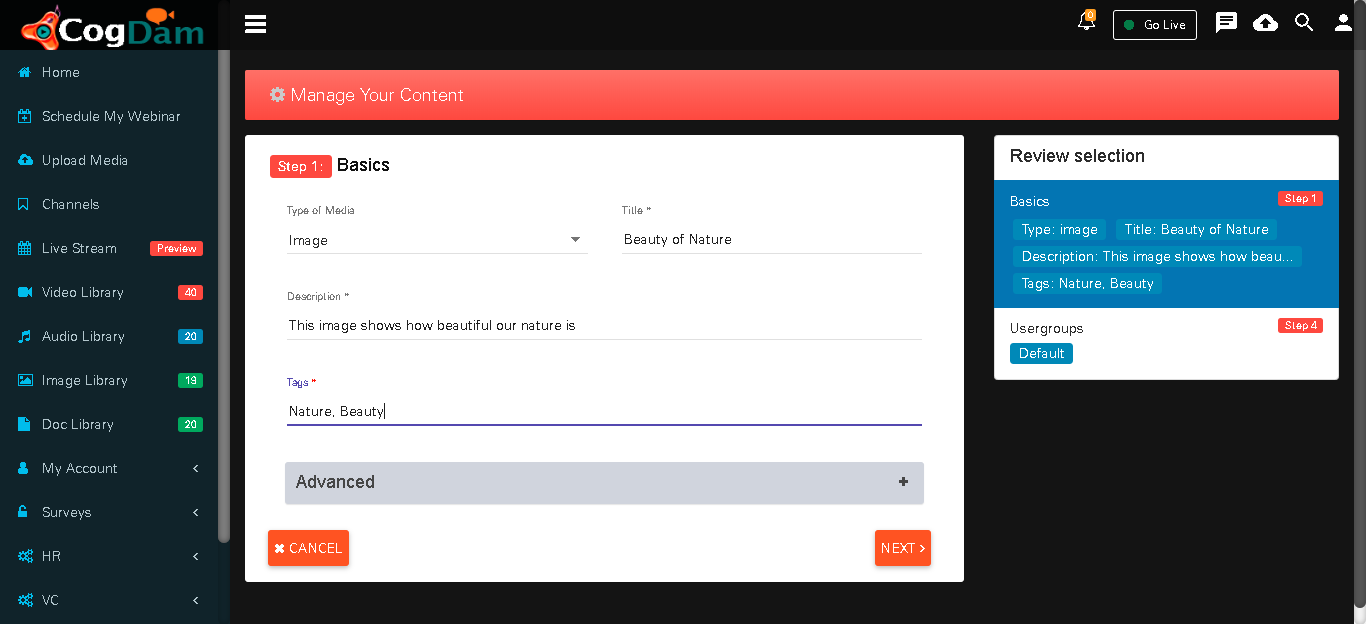 CogDam
0
Go Live
Home
Schedule My Webinar
Upload Media
Channels
Live Stream Preview
Video Library 40
Audio Library 20
Image Library 19
Doc Library 20
My Account
Surveys
HR
VC
Manage Your Content
Step 1: Basics
Type of Media
Image
Title *
Beauty of Nature
Description *
This image shows how beautiful our nature is
Tags *
Nature, Beauty
Advanced +
✖ CANCEL
NEXT >
Review selection
Basics Step 1
Type: image Title: Beauty of Nature
Description: This image shows how beau...
Tags: Nature, Beauty
Usergroups Step 4
Default